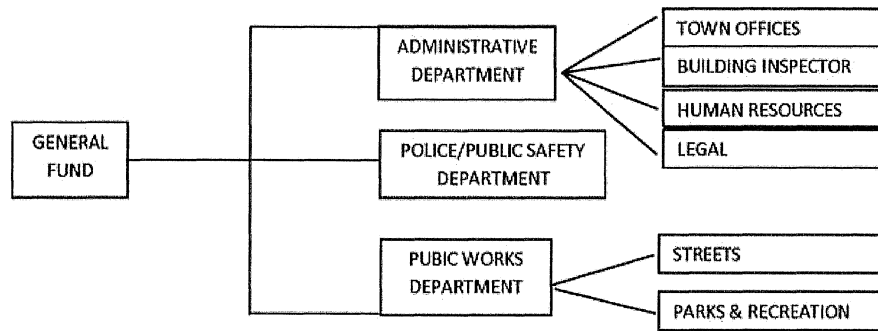 GENERAL
FUND
ADMINISTRATIVE
DEPARTMENT
TOWN OFFICES
BUILDING INSPECTOR
HUMAN RESOURCES
LEGAL
POLICE/PUBLIC SAFETY
DEPARTMENT
PUBIC WORKS
DEPARTMENT
STREETS
PARKS & RECREATION